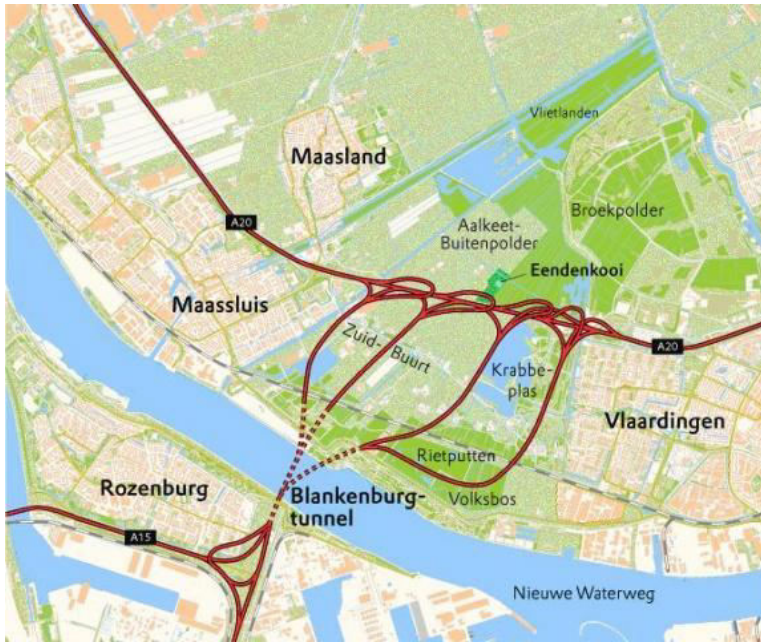 Vlietlanden
Maasland
Broekpolder
A20
Aalkeet-
Buitenpolder
Eendenkooi
Maassluis
Zuid-Buurt
Krabbe-
plas
A20
Vlaardingen
Rietputten
Rozenburg
Blankenburg-
tunnel
Volksbos
A15
Nieuwe Waterweg